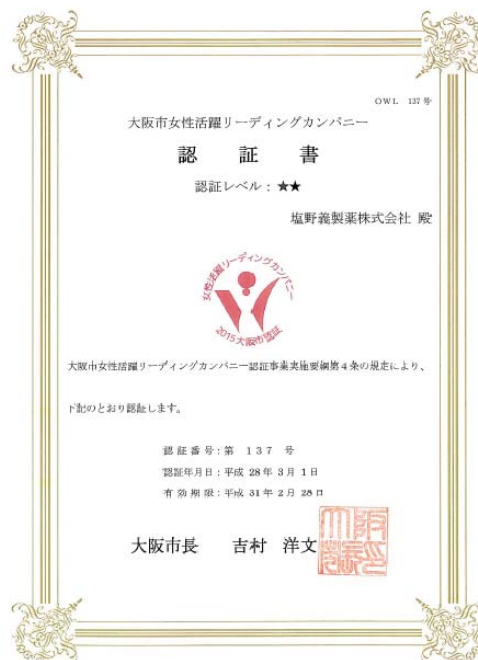 OWL 137 号
大阪市女性活躍リーディングカンパニー
認 証 書
認証レベル：★★
塩野義製薬株式会社 殿
女性活躍リーディングカンパニー
2015大阪市認証
大阪市女性活躍リーディングカンパニー認証事業実施要綱第４条の規定により、
下記のとおり認証します。
認 証 番 号：第 １３７ 号
認証年月日：平成 28 年 3 月 1 日
有 効 期 限：平成 31 年 2 月 28 日
大阪市長 吉村 洋文